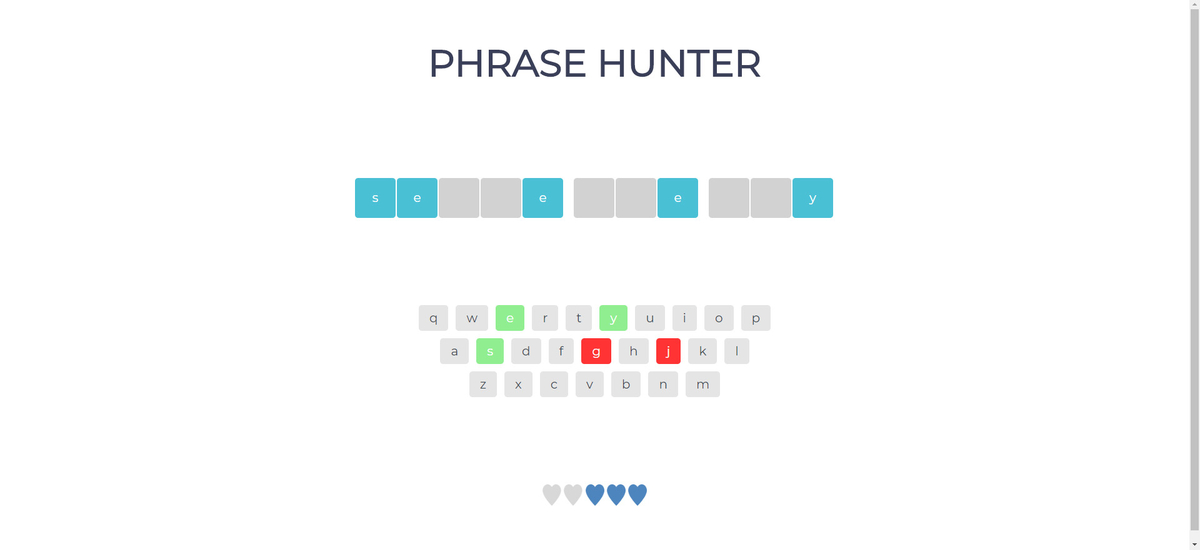 PHRASE HUNTER
s e e e y
q w e r t y u i o p
a s d f g h j k l
z x c v b n m